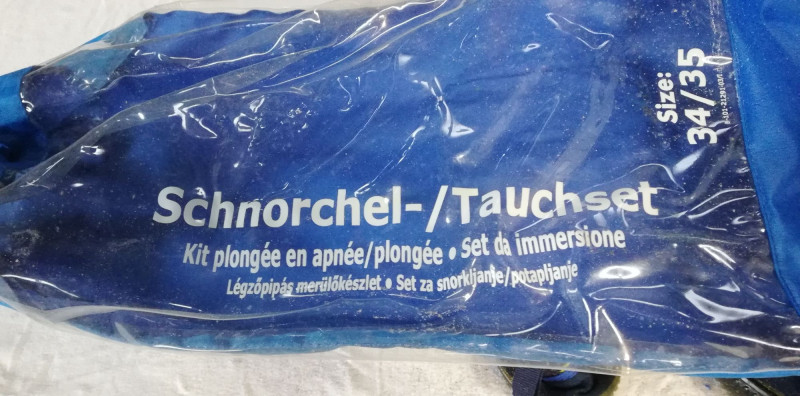 Schnorchel-/Tauchset
Kit plongée en apnée/plongée • Set da immersione
Légzőpipás merülőkészlet • Set za snorkljanje/potapljanje
Size:
34/35